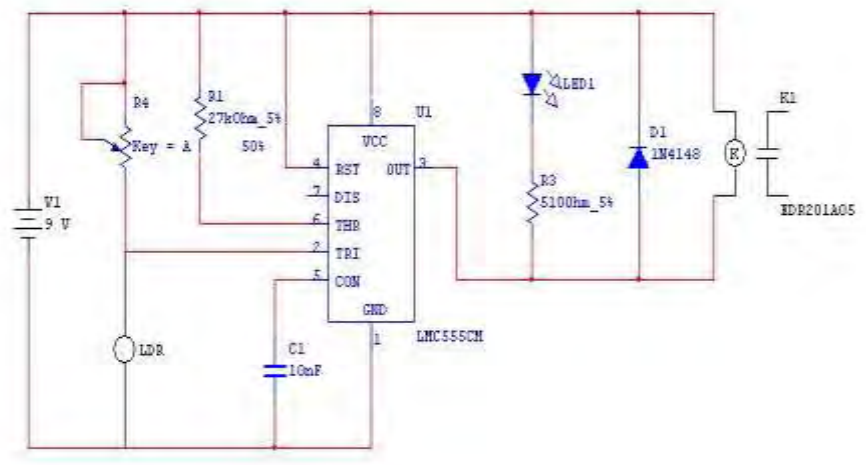 R4
Key = A
R1
27kOhm_5%
50%
U1
8
VCC
4
RST
OUT
3
7
DIS
6
THR
2
TRI
5
CON
GND
1
LMC555CM
LED1
R3
510Ohm_5%
D1
1N4148
K1
K
EDR201A05
V1
9 V
LDR
C1
10nF